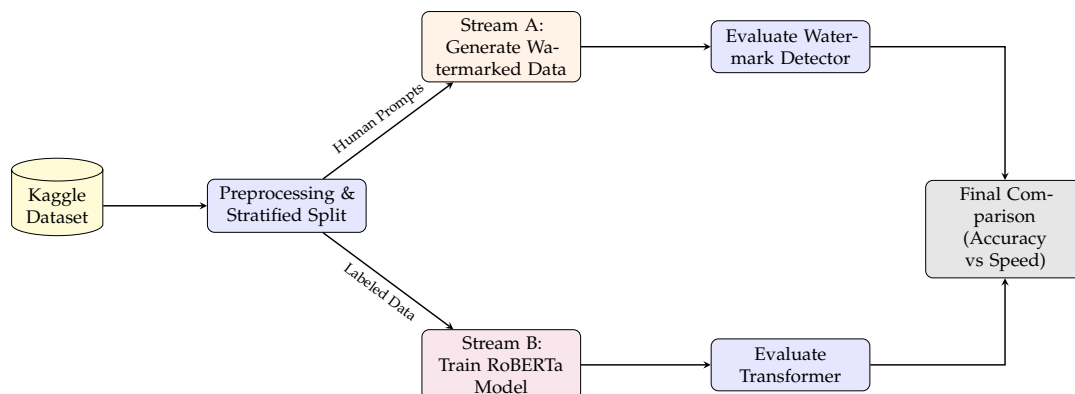 Kaggle
Dataset
Preprocessing &
Stratified Split
Human Prompts
Labeled Data
Stream A:
Generate Wa-
termarked Data
Stream B:
Train RoBERTa
Model
Evaluate Water-
mark Detector
Evaluate
Transformer
Final Com-
parison
(Accuracy
vs Speed)